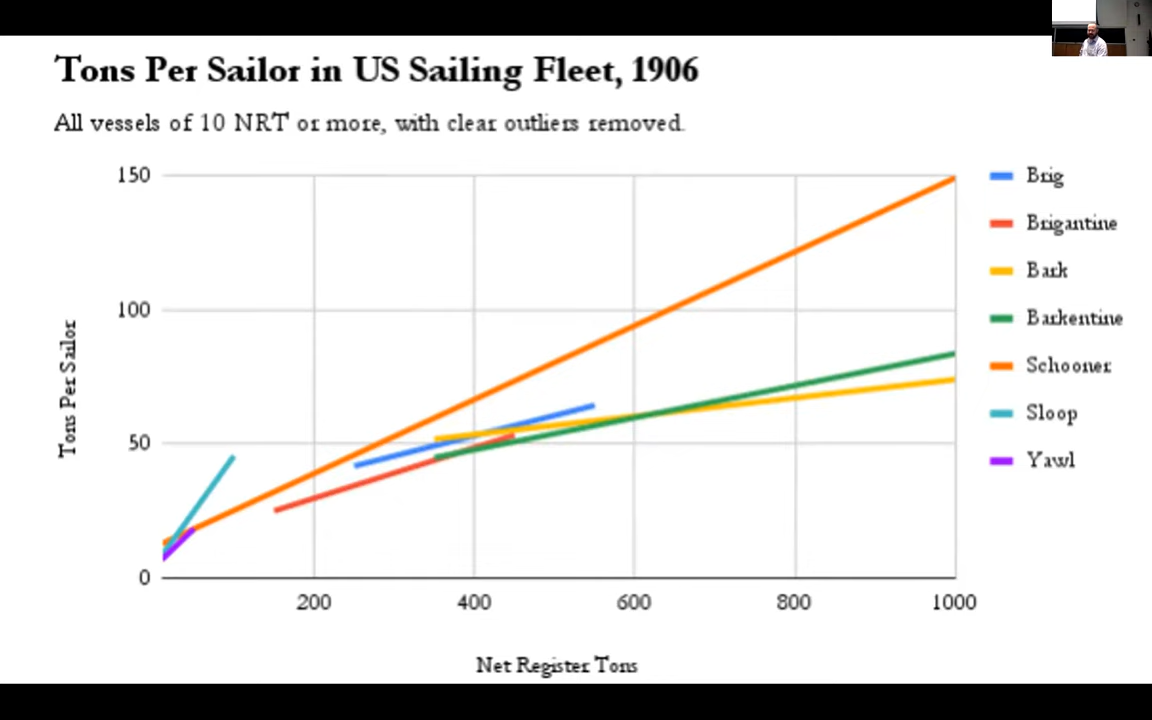 Tons Per Sailor in US Sailing Fleet, 1906
All vessels of 10 NRT or more, with clear outliers removed.
150
100
50
0
Tons Per Sailor
200 400 600 800 1000
Net Register Tons
Brig
Brigantine
Bark
Barkentine
Schooner
Sloop
Yawl